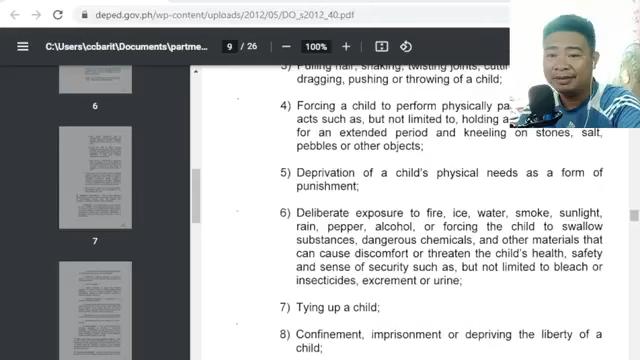 deped.gov.ph/wp-content/uploads/2012/05/DO_s2012_40.pdf
C:\Users\ccbarit\Documents\partme...
9 / 26
100%
3) Pulling hair, shaking, twisting joints,
dragging, pushing or throwing of a child;
4) Forcing a child to perform physically
acts such as, but not limited to, holding a
for an extended period and kneeling on stones, salt,
pebbles or other objects;
5) Deprivation of a child's physical needs as a form of
punishment;
6) Deliberate exposure to fire, ice, water, smoke, sunlight,
rain, pepper, alcohol, or forcing the child to swallow
substances, dangerous chemicals, and other materials that
can cause discomfort or threaten the child's health, safety
and sense of security such as, but not limited to bleach or
insecticides, excrement or urine;
7) Tying up a child;
8) Confinement, imprisonment or depriving the liberty of a
child;
6
7